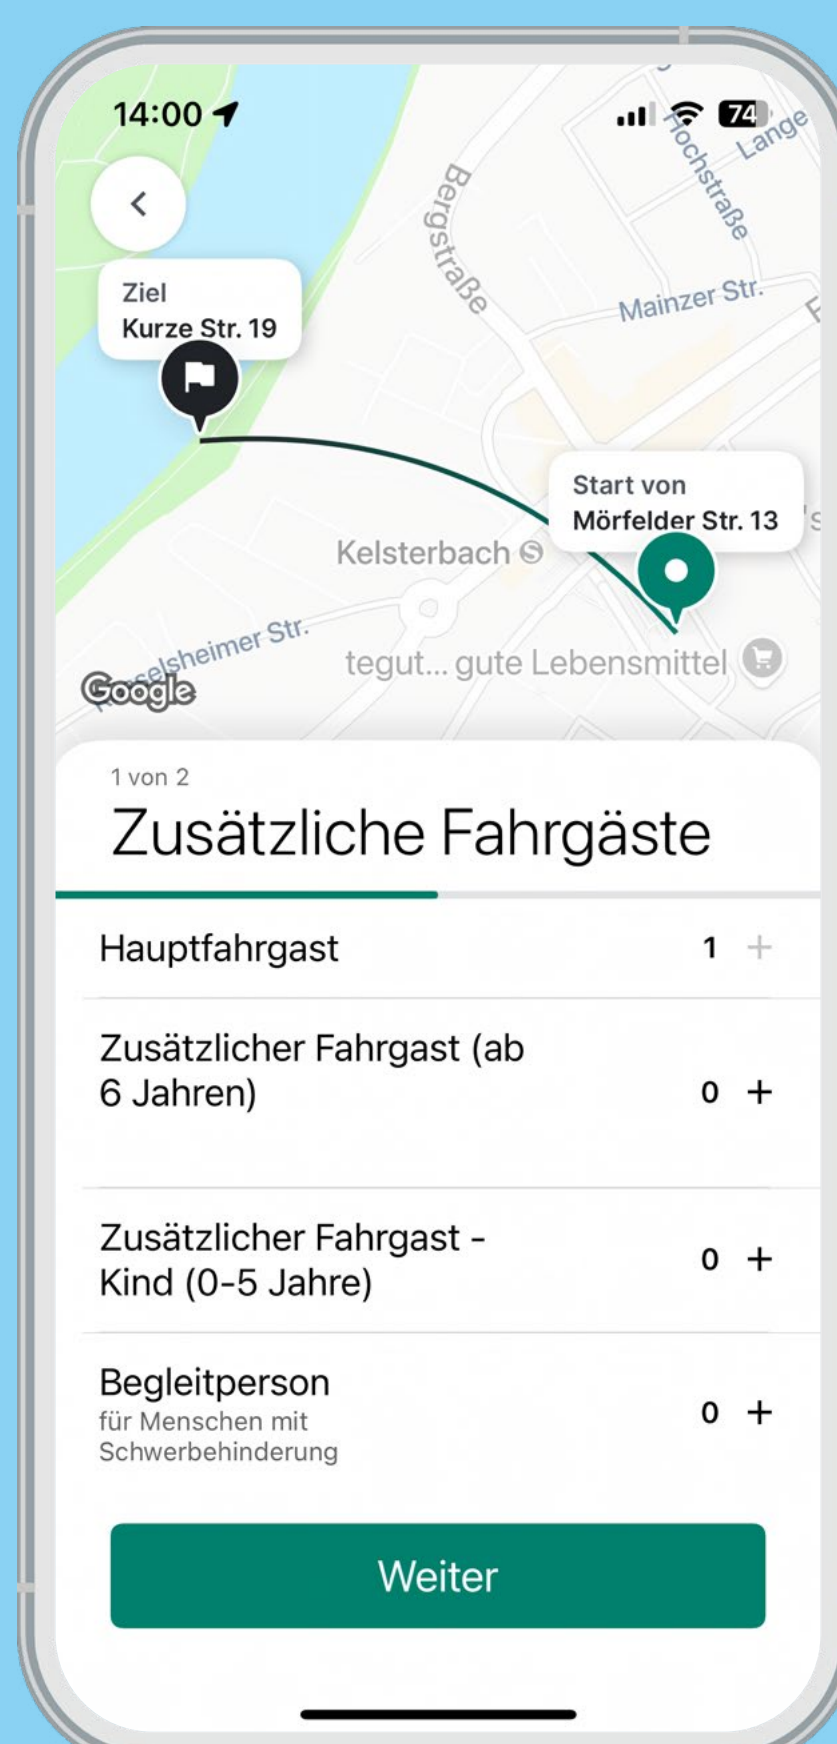 14:00
74
Hochstraße
Lange
Bergstraße
Mainzer Str.
Ziel
Kurze Str. 19
Start von
Mörfelder Str. 13
Kelsterbach
selsheimer Str.
tegut... gute Lebensmittel
Google
1 von 2
Zusätzliche Fahrgäste
Hauptfahrgast
1 +
Zusätzlicher Fahrgast (ab
6 Jahren)
0 +
Zusätzlicher Fahrgast -
Kind (0-5 Jahre)
0 +
Begleitperson
für Menschen mit
Schwerbehinderung
0 +
Weiter